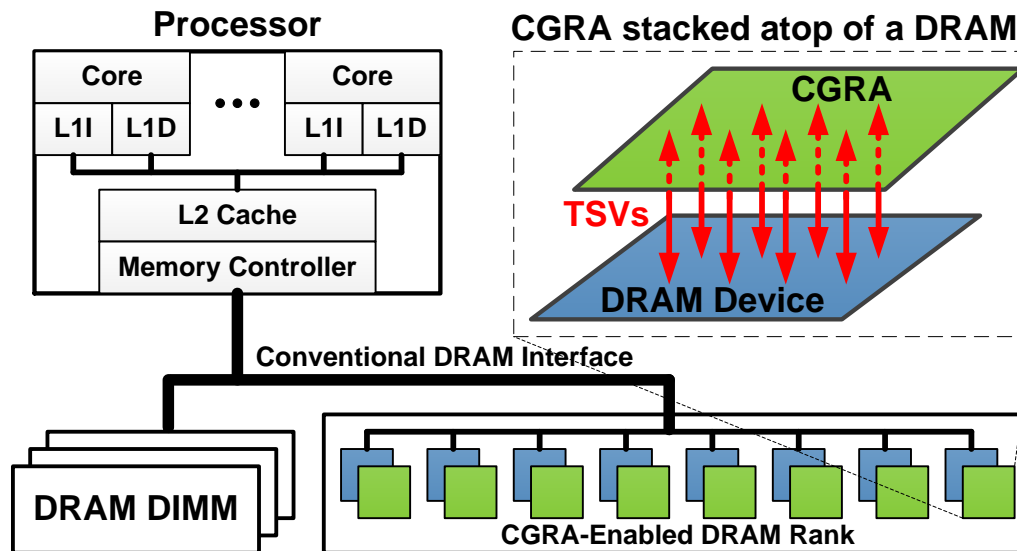 Processor
Core
Core
L1I
L1D
L1I
L1D
L2 Cache
Memory Controller
CGRA stacked atop of a DRAM
CGRA
TSVs
DRAM Device
Conventional DRAM Interface
DRAM DIMM
CGRA-Enabled DRAM Rank